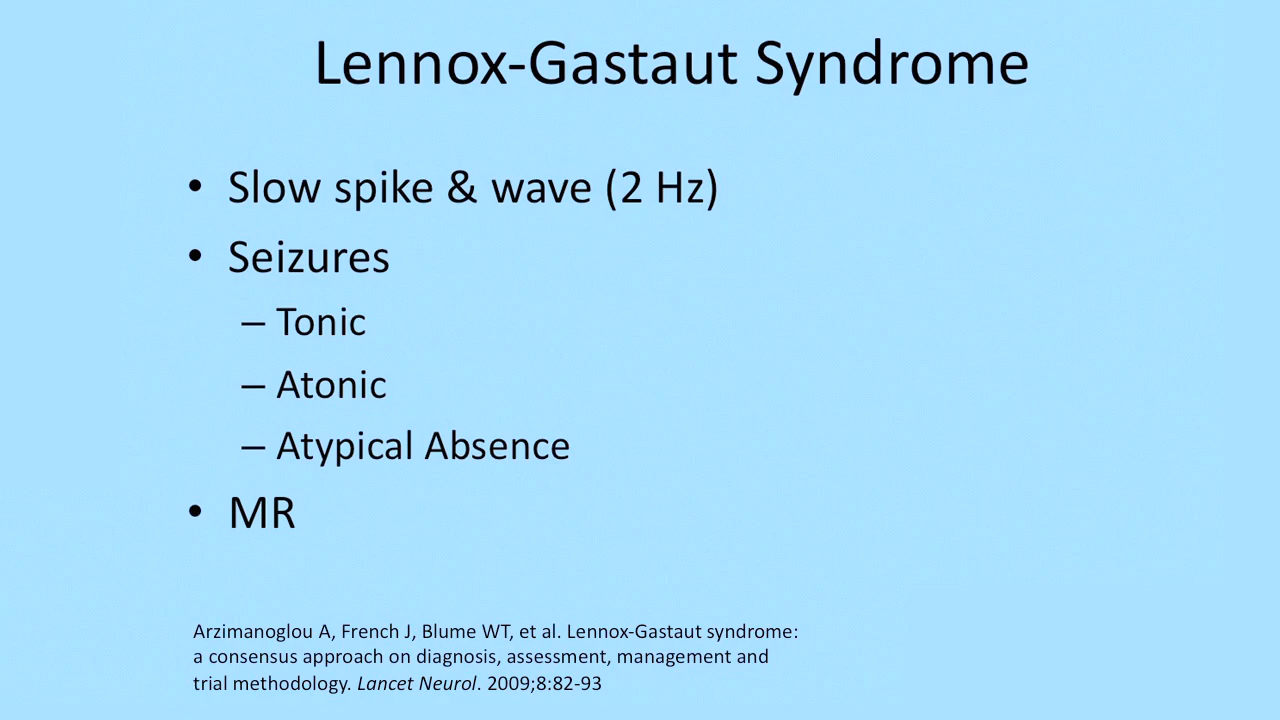 Lennox-Gastaut Syndrome
• Slow spike & wave (2 Hz)
• Seizures
– Tonic
– Atonic
– Atypical Absence
• MR
Arzimanoglou A, French J, Blume WT, et al. Lennox-Gastaut syndrome:
a consensus approach on diagnosis, assessment, management and
trial methodology. Lancet Neurol. 2009;8:82-93